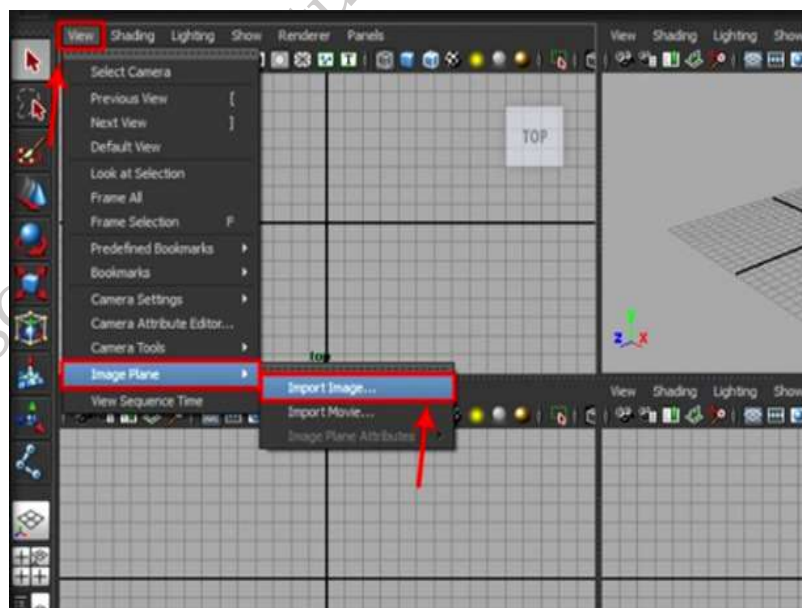 View Shading Lighting Show Renderer Panels
View Shading Lighting Show
Select Camera
Previous View [
Next View ]
Default View
Look at Selection
Frame All
Frame Selection F
Predefined Bookmarks
Bookmarks
Camera Settings
Camera Attribute Editor...
Camera Tools
Image Plane
View Sequence Time
Import Image...
Import Movie...
Image Plane Attributes
TOP
top
y
z x
View Shading Lighting Show